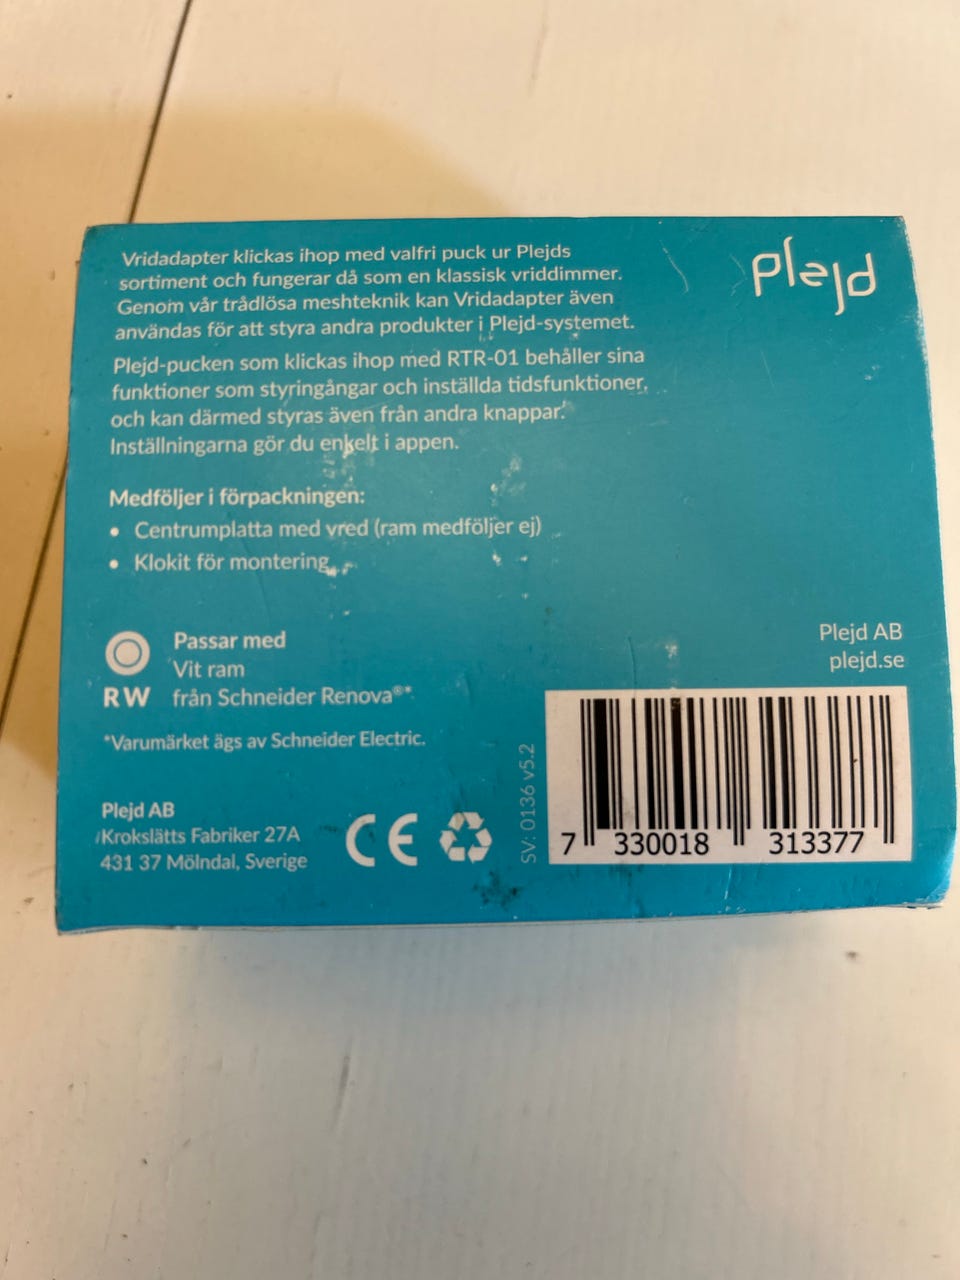 plejd
Vridadapter klickas ihop med valfri puck ur Plejds
sortiment och fungerar då som en klassisk vriddimmer.
Genom vår trådlösa meshteknik kan Vridadapter även
användas för att styra andra produkter i Plejd-systemet.
Plejd-pucken som klickas ihop med RTR-01 behåller sina
funktioner som styringångar och inställda tidsfunktioner,
och kan därmed styras även från andra knappar.
Inställningarna gör du enkelt i appen.
Medföljer i förpackningen:
• Centrumplatta med vred (ram medföljer ej)
• Klokit för montering
RW
Passar med
Vit ram
från Schneider Renova®*.
*Varumärket ägs av Schneider Electric.
Plejd AB
Krokslätts Fabriker 27A
431 37 Mölndal, Sverige
CE
SV: 0136 v5.2
Plejd AB
plejd.se
7 330018 313377